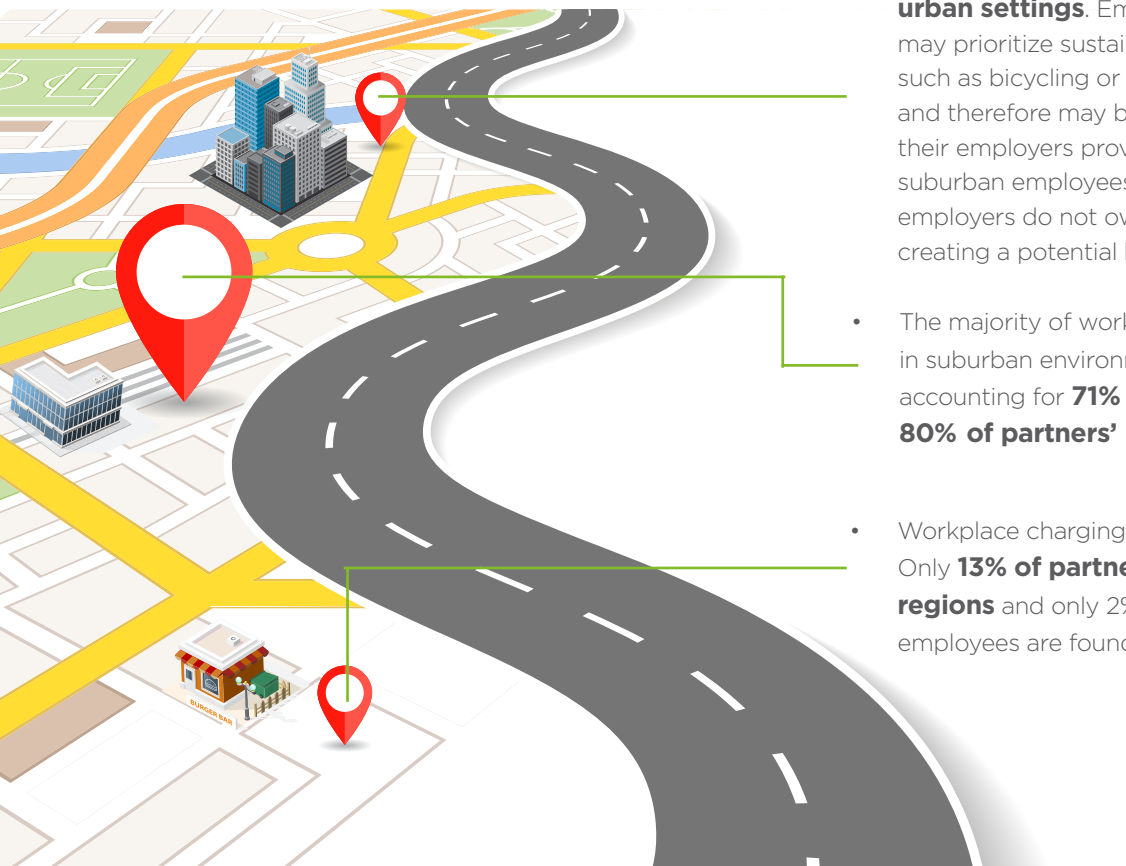 urban settings. Em
may prioritize sustai
such as bicycling or
and therefore may b
their employers prov
suburban employees
employers do not ow
creating a potential
• The majority of work
in suburban environ
accounting for 71%
80% of partners'
• Workplace charging
Only 13% of partne
regions and only 2%
employees are found
BURGER BAR